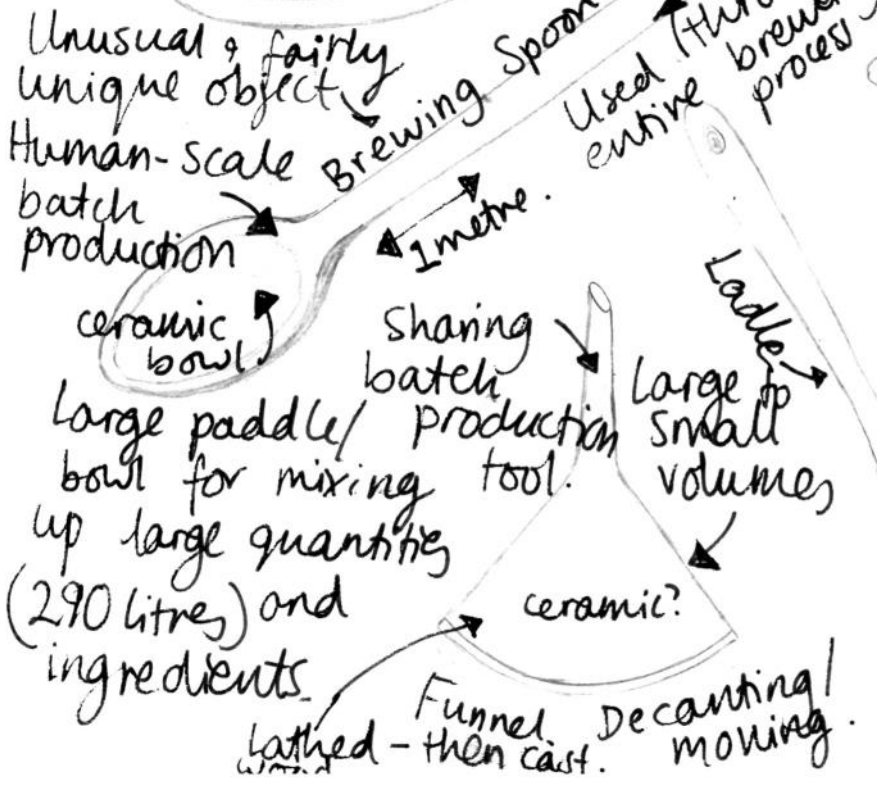 Unusual & fairly
unique object
Human-scale
batch
production
ceramic
bowl
Large paddle/
bowl for mixing
up large quantities
(290 litres) and
ingredients
Brewing Spoon
1 metre.
Used
entire
process
Ladle
Sharing
batch
production
tool.
Large to
small
volumes
ceramic?
Funnel.
Decanting/
moving.
Lathed - then cast.